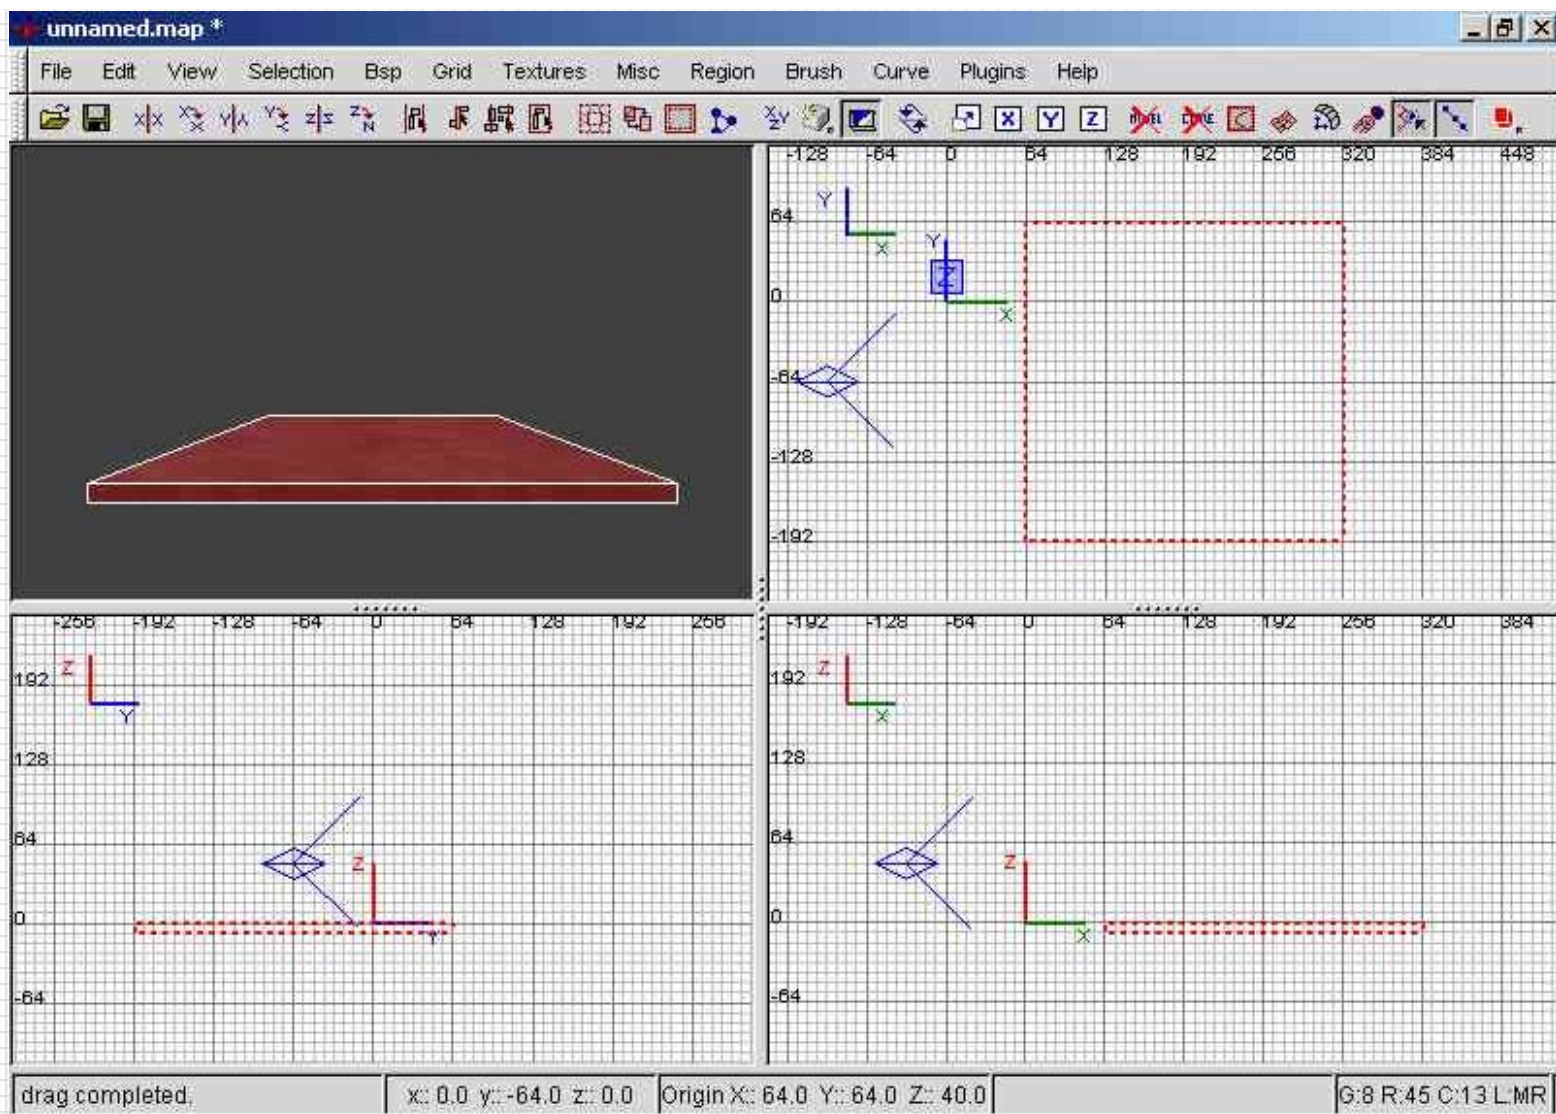 unnamed.map *
File Edit View Selection Bsp Grid Textures Misc Region Brush Curve Plugins Help
-128 -64 0 64 128 192 256 320 384 448
Y
X
64
Y
Z
0
X
-64
-128
-192
-256 -192 -128 -64 0 64 128 192 256
Z
192
Y
128
64
Z
0
Y
-64
-192 -128 -64 0 64 128 192 256 320 384
Z
192
X
128
64
Z
0
X
-64
drag completed.
x:: 0.0 y:: -64.0 z:: 0.0
Origin X:: 64.0 Y:: 64.0 Z:: 40.0
G:8 R:45 C:13 L:MR